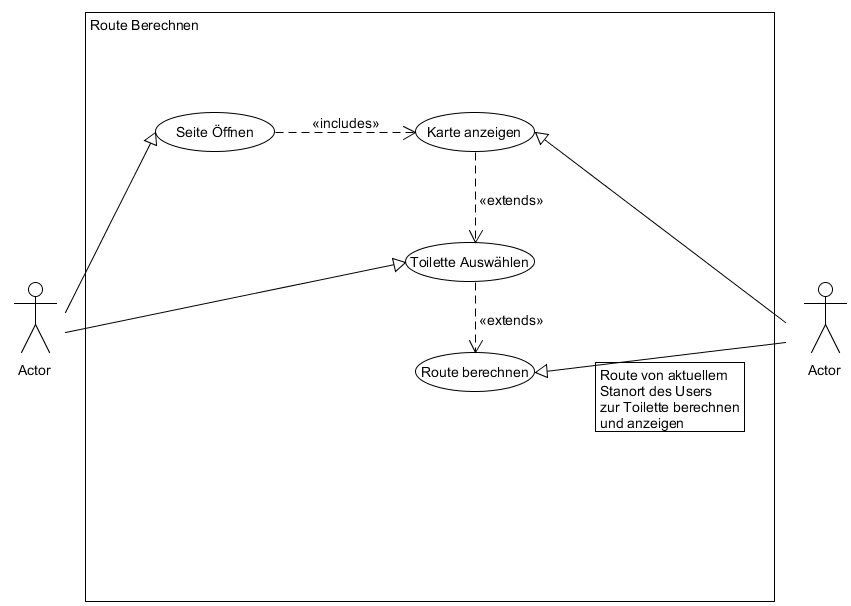 Route Berechnen
«includes»
Seite Öffnen
Karte anzeigen
«extends»
Toilette Auswählen
«extends»
Actor
Route berechnen
Actor
Route von aktuellem
Stanort des Users
zur Toilette berechnen
und anzeigen